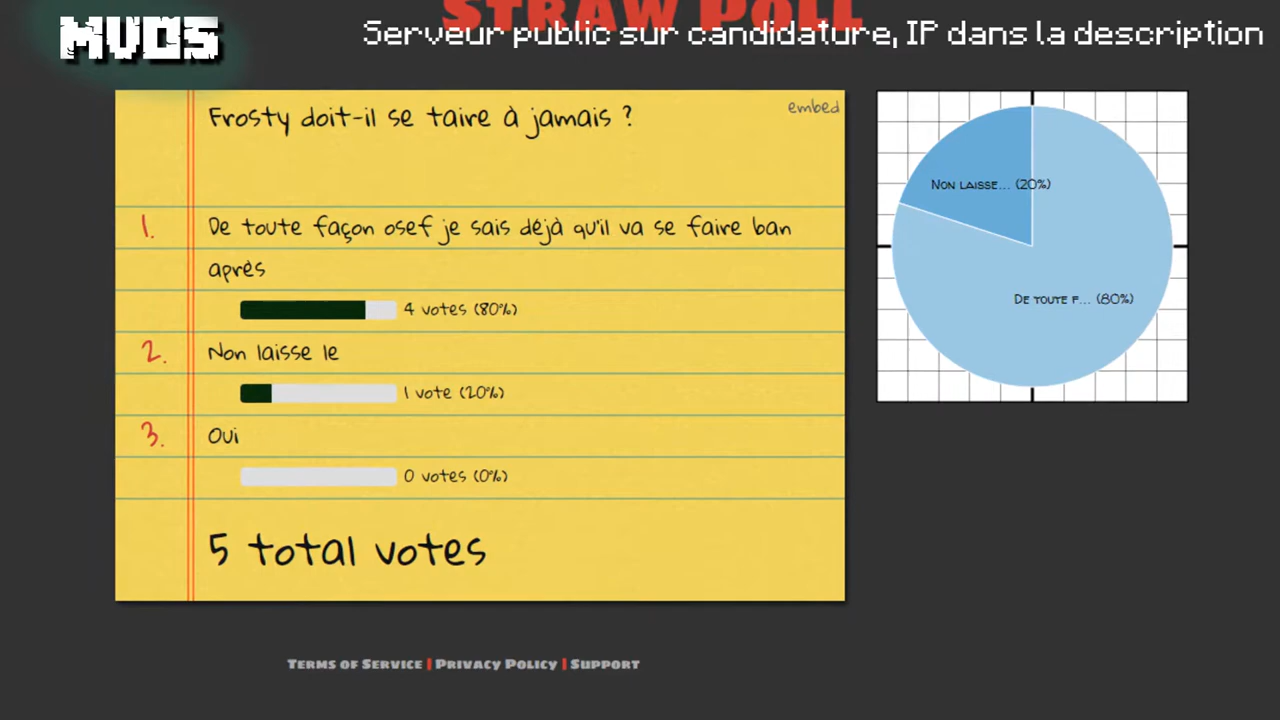 STRAW POLL
MVOS
Serveur public sur candidature, IP dans la description
Frosty doit-il se taire à jamais ?
embed
1. De toute façon osef je sais déjà qu'il va se faire ban
après
4 votes (80%)
2. Non laisse le
1 vote (20%)
3. Oui
0 votes (0%)
5 total votes
Non laisse... (20%)
De toute f... (80%)
Terms of Service | Privacy Policy | Support